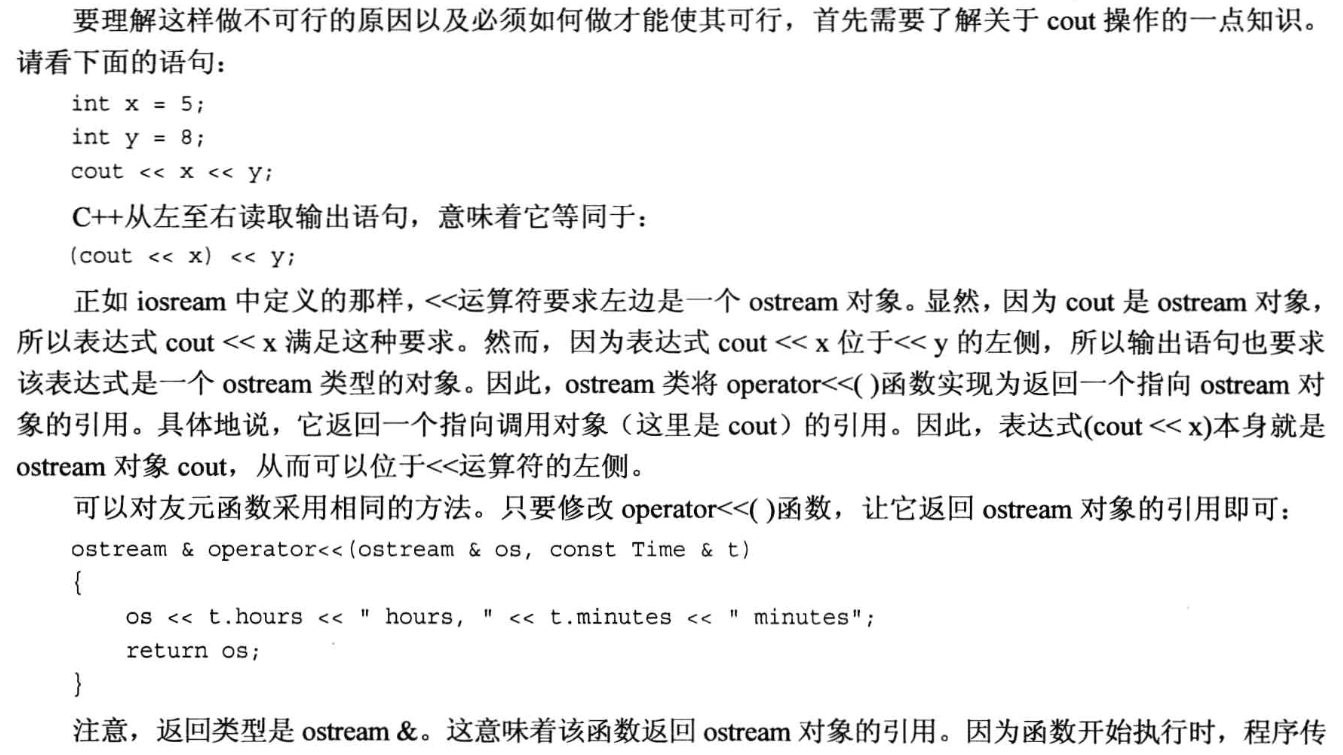 要理解这样做不可行的原因以及必须如何做才能使其可行，首先需要了解关于 cout 操作的一点知识。
请看下面的语句：
int x = 5;
int y = 8;
cout << x << y;
C++从左至右读取输出语句，意味着它等同于：
(cout << x) << y;
正如 iosream 中定义的那样，<<运算符要求左边是一个 ostream 对象。显然，因为 cout 是 ostream 对象，
所以表达式 cout << x 满足这种要求。然而，因为表达式 cout << x 位于<< y 的左侧，所以输出语句也要求
该表达式是一个 ostream 类型的对象。因此，ostream 类将 operator<<( )函数实现为返回一个指向 ostream 对
象的引用。具体地说，它返回一个指向调用对象（这里是 cout）的引用。因此，表达式(cout << x)本身就是
ostream 对象 cout，从而可以位于<<运算符的左侧。
可以对友元函数采用相同的方法。只要修改 operator<<( )函数，让它返回 ostream 对象的引用即可：
ostream & operator<<(ostream & os, const Time & t)
{
os << t.hours << " hours, " << t.minutes << " minutes";
return os;
}
注意，返回类型是 ostream &。这意味着该函数返回 ostream 对象的引用。因为函数开始执行时，程序传